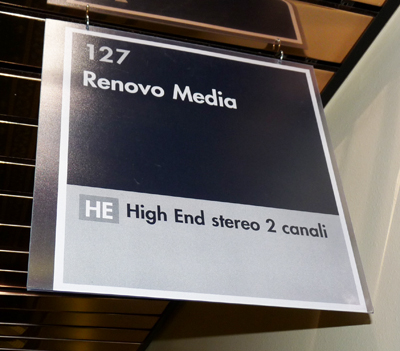 127
Renovo Media
HE High End stereo 2 canali